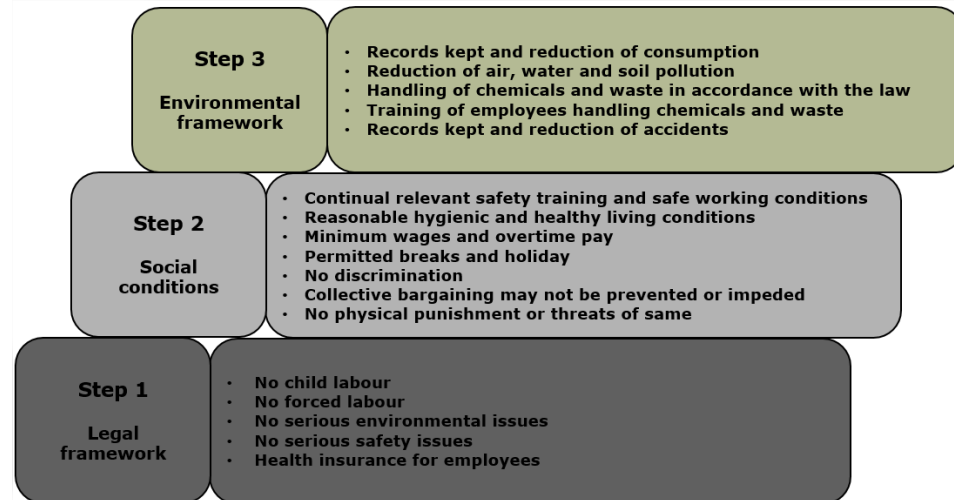 Step 3
Environmental
framework
• Records kept and reduction of consumption
• Reduction of air, water and soil pollution
• Handling of chemicals and waste in accordance with the law
• Training of employees handling chemicals and waste
• Records kept and reduction of accidents
Step 2
Social
conditions
• Continual relevant safety training and safe working conditions
• Reasonable hygienic and healthy living conditions
• Minimum wages and overtime pay
• Permitted breaks and holiday
• No discrimination
• Collective bargaining may not be prevented or impeded
• No physical punishment or threats of same
Step 1
Legal
framework
• No child labour
• No forced labour
• No serious environmental issues
• No serious safety issues
• Health insurance for employees